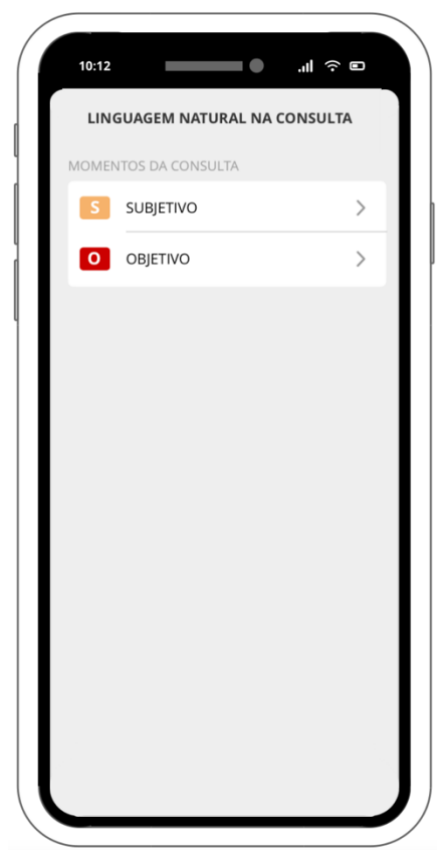 10:12
LINGUAGEM NATURAL NA CONSULTA
MOMENTOS DA CONSULTA
S SUBJETIVO
O OBJETIVO